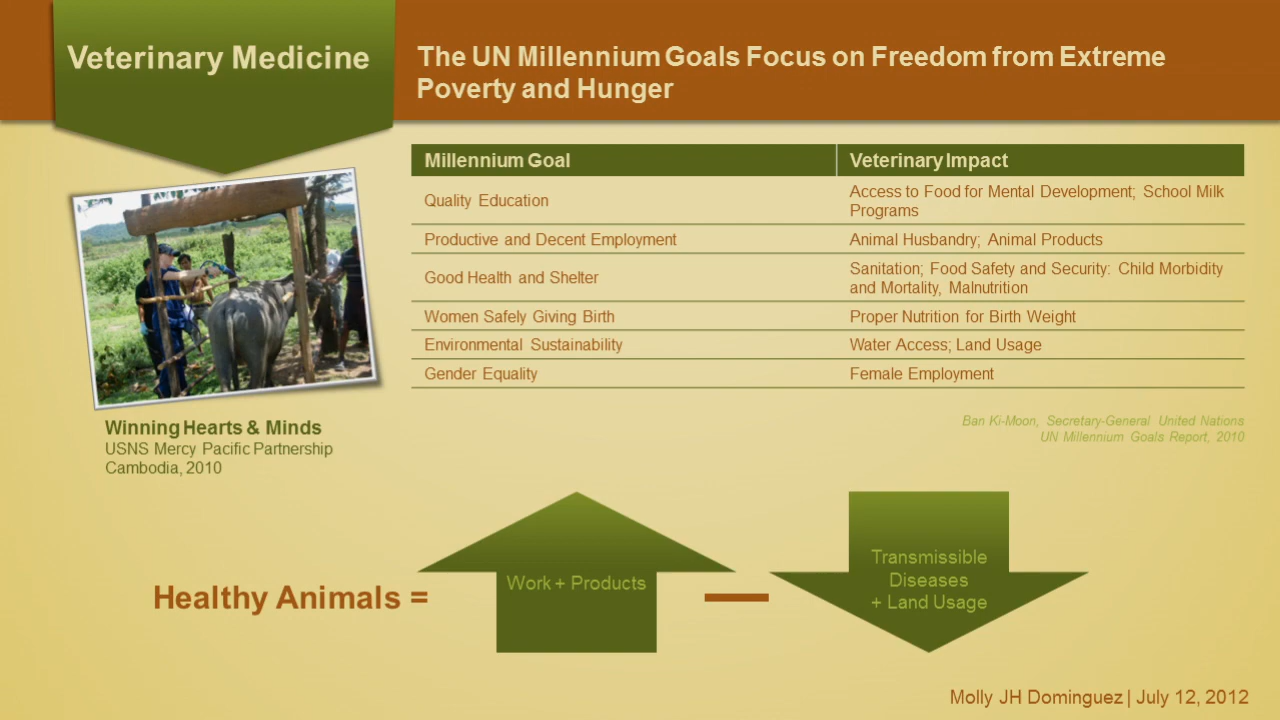 Veterinary Medicine
The UN Millennium Goals Focus on Freedom from Extreme
Poverty and Hunger
Millennium Goal
Veterinary Impact
Quality Education
Access to Food for Mental Development; School Milk
Programs
Productive and Decent Employment
Animal Husbandry; Animal Products
Good Health and Shelter
Sanitation; Food Safety and Security: Child Morbidity
and Mortality, Malnutrition
Women Safely Giving Birth
Proper Nutrition for Birth Weight
Environmental Sustainability
Water Access; Land Usage
Gender Equality
Female Employment
Ban Ki-Moon, Secretary-General United Nations
UN Millennium Goals Report, 2010
Winning Hearts & Minds
USNS Mercy Pacific Partnership
Cambodia, 2010
Healthy Animals =
Work + Products
Transmissible
Diseases
+ Land Usage
Molly JH Dominguez | July 12, 2012